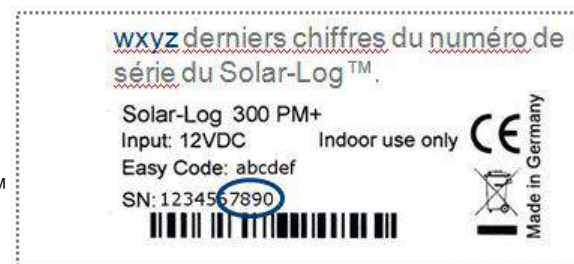 wxyz derniers chiffres du numéro de
série du Solar-Log™.
Solar-Log 300 PM+
Input: 12VDC Indoor use only
Easy Code: abcdef
SN: 1234567890
CE
Made in Germany
M